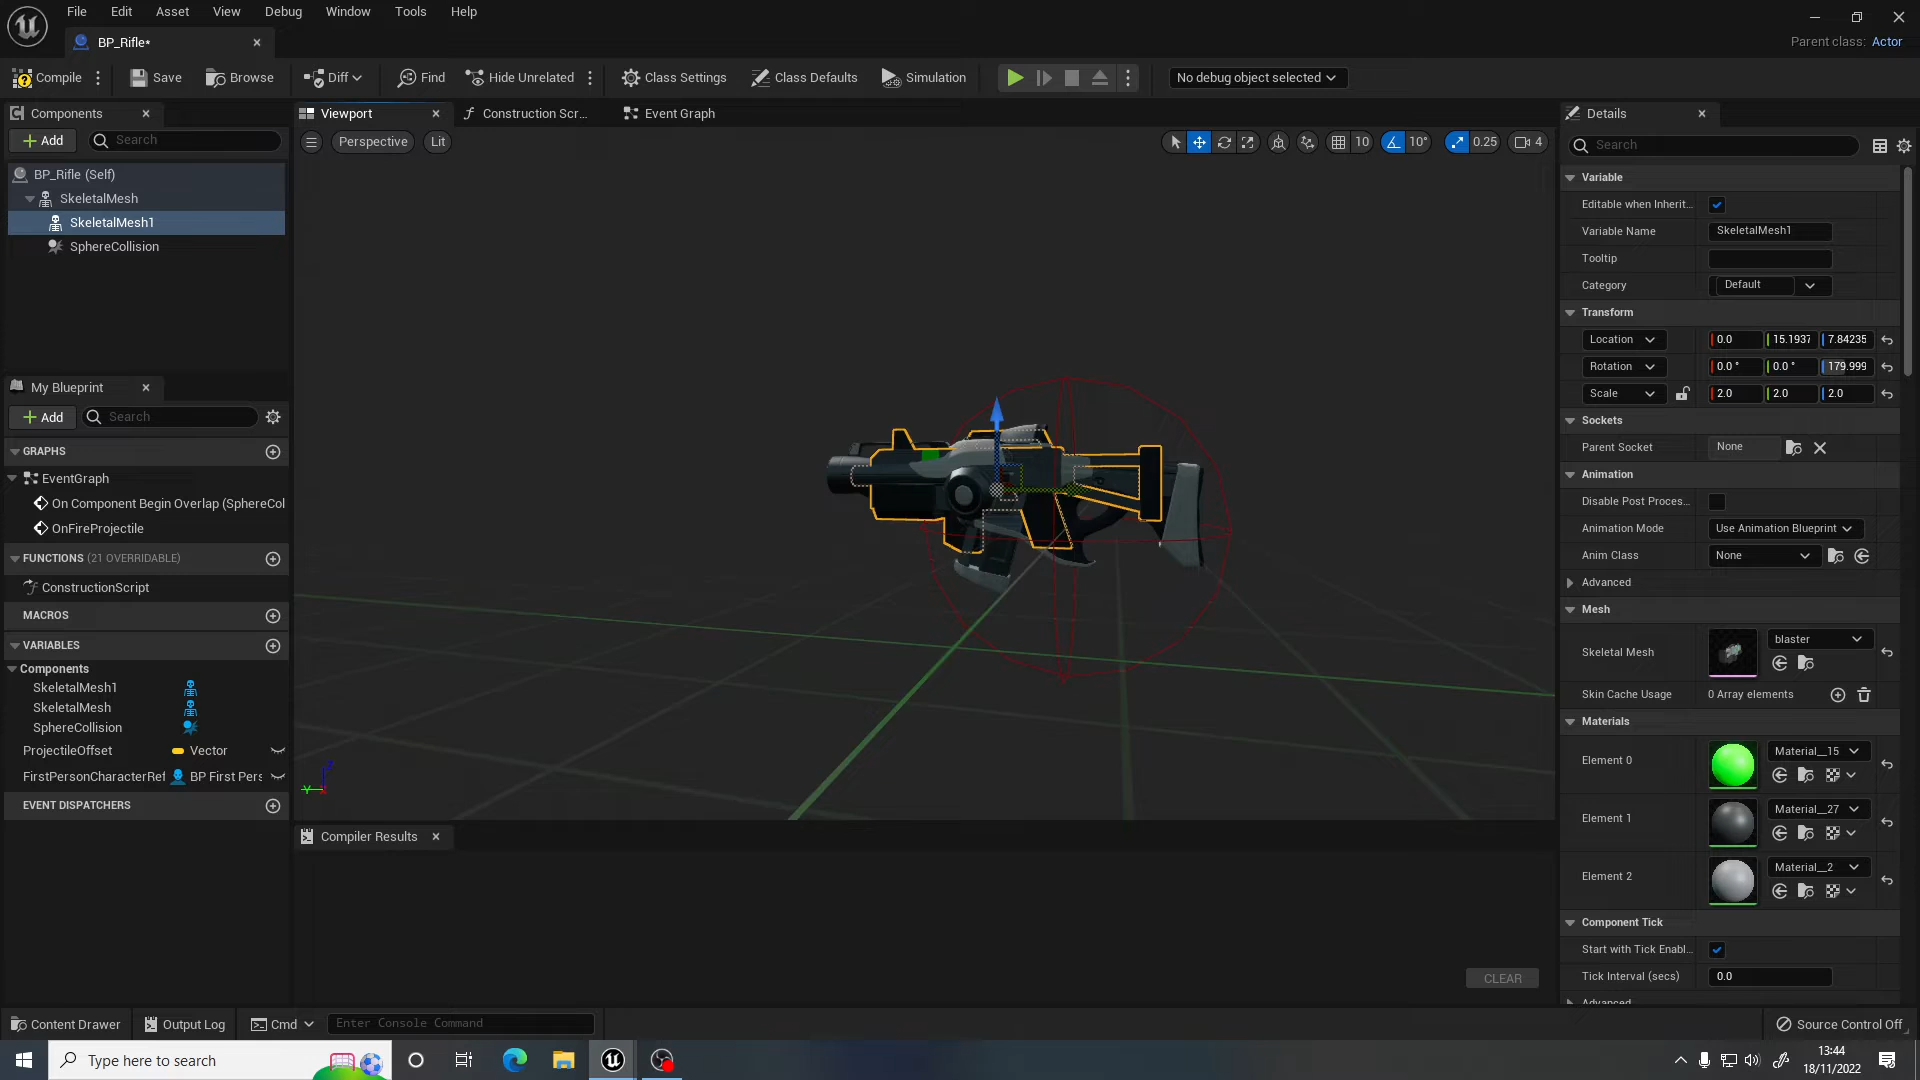 File Edit Asset View Debug Window Tools Help
BP_Rifle*
Parent class: Actor
Compile Save Browse Diff Find Hide Unrelated Class Settings Class Defaults Simulation No debug object selected
Components
Add Search
BP_Rifle (Self)
SkeletalMesh
SkeletalMesh1
SphereCollision
My Blueprint
Add Search
GRAPHS
EventGraph
On Component Begin Overlap (SphereCol
OnFireProjectile
FUNCTIONS (21 OVERRIDABLE)
ConstructionScript
MACROS
VARIABLES
Components
SkeletalMesh1
SkeletalMesh
SphereCollision
ProjectileOffset Vector
FirstPersonCharacterRef BP First Pers
EVENT DISPATCHERS
Viewport Construction Scr... Event Graph
Perspective Lit 10 10° 0.25 4
Z
Y
Compiler Results
CLEAR
Details
Search
Variable
Editable when Inherit...
Variable Name SkeletalMesh1
Tooltip
Category Default
Transform
Location 0.0 15.1937 7.84235
Rotation 0.0 ° 0.0 ° 179.999
Scale 2.0 2.0 2.0
Sockets
Parent Socket None
Animation
Disable Post Proces...
Animation Mode Use Animation Blueprint
Anim Class None
Advanced
Mesh
Skeletal Mesh blaster
Skin Cache Usage 0 Array elements
Materials
Element 0 Material__15
Element 1 Material__27
Element 2 Material__2
Component Tick
Start with Tick Enabl...
Tick Interval (secs) 0.0
Advanced
Content Drawer Output Log Cmd Enter Console Command Source Control Off
Type here to search
13:44
18/11/2022